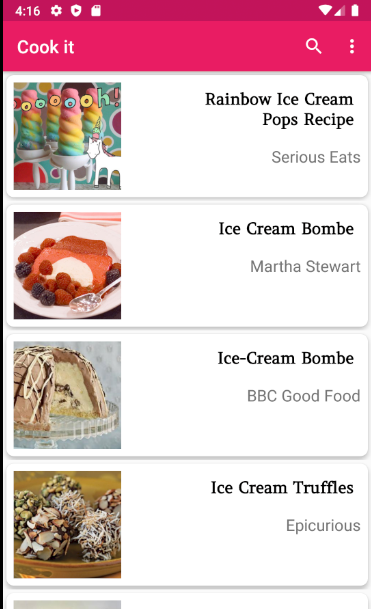 4:16
Cook it
Rainbow Ice Cream
Pops Recipe
Serious Eats
Ice Cream Bombe
Martha Stewart
Ice-Cream Bombe
BBC Good Food
Ice Cream Truffles
Epicurious